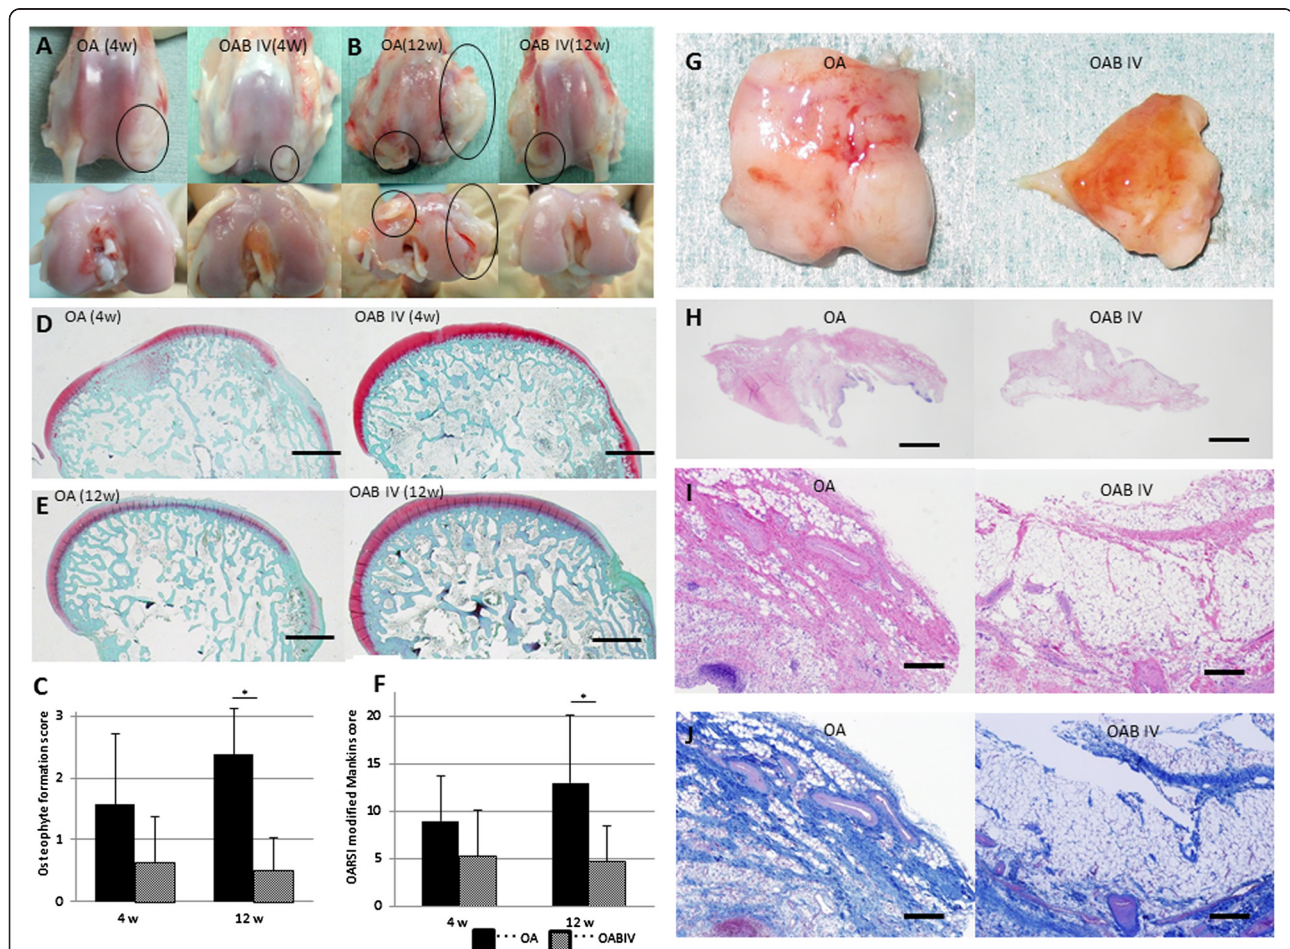 A OA (4w) OAB IV(4W) B OA(12w) OAB IV(12w)
D OA (4w) OAB IV (4w)
E OA (12w) OAB IV (12w)
C
Osteophyte formation score
3
2
1
0
*
4 w 12 w
F
OARSI modified Mankins core
20
15
10
5
0
*
4 w 12 w
··· OA ··· OABIV
G OA OAB IV
H OA OAB IV
I OA OAB IV
J OA OAB IV